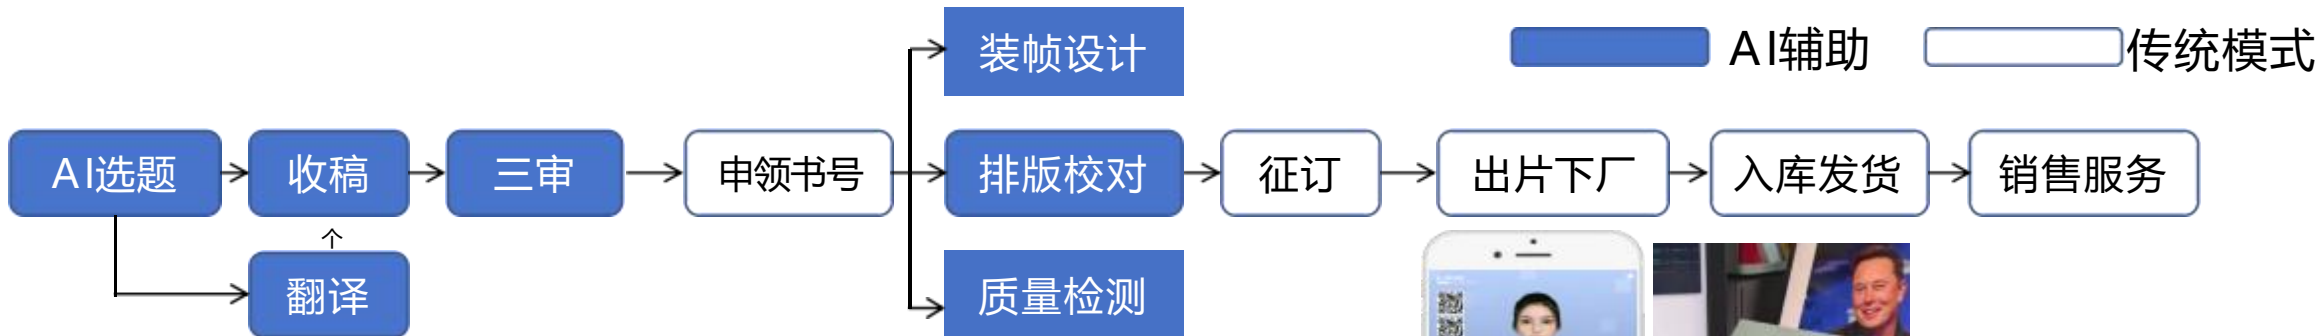 装帧设计
AI辅助
传统模式
AI选题
收稿
三审
申领书号
排版校对
征订
出片下厂
入库发货
销售服务
个
翻译
质量检测